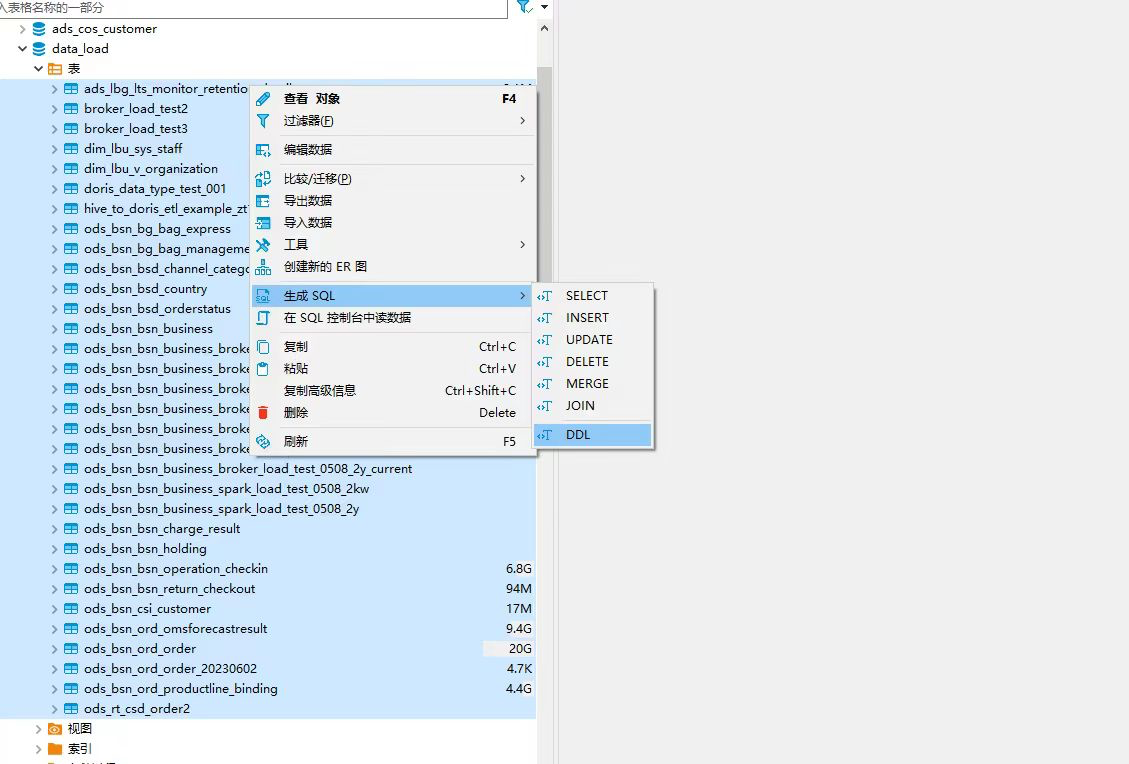 入表格名称的一部分
ads_cos_customer
data_load
表
ads_lbg_lts_monitor_retentio
broker_load_test2
broker_load_test3
dim_lbu_sys_staff
dim_lbu_v_organization
doris_data_type_test_001
hive_to_doris_etl_example_zt
ods_bsn_bg_bag_express
ods_bsn_bg_bag_manageme
ods_bsn_bsd_channel_catego
ods_bsn_bsd_country
ods_bsn_bsd_orderstatus
ods_bsn_bsn_business
ods_bsn_bsn_business_broke
ods_bsn_bsn_business_broke
ods_bsn_bsn_business_broke
ods_bsn_bsn_business_broke
ods_bsn_bsn_business_broke
ods_bsn_bsn_business_broke
ods_bsn_bsn_business_broker_load_test_0508_2y_current
ods_bsn_bsn_business_spark_load_test_0508_2kw
ods_bsn_bsn_business_spark_load_test_0508_2y
ods_bsn_bsn_charge_result
ods_bsn_bsn_holding
ods_bsn_bsn_operation_checkin 6.8G
ods_bsn_bsn_return_checkout 94M
ods_bsn_csi_customer 17M
ods_bsn_ord_omsforecastresult 9.4G
ods_bsn_ord_order 20G
ods_bsn_ord_order_20230602 4.7K
ods_bsn_ord_productline_binding 4.4G
ods_rt_csd_order2
视图
索引
查看 对象 F4
过滤器(F)
编辑数据
比较/迁移(P)
导出数据
导入数据
工具
创建新的 ER 图
生成 SQL
在 SQL 控制台中读数据
复制 Ctrl+C
粘贴 Ctrl+V
复制高级信息 Ctrl+Shift+C
删除 Delete
刷新 F5
SELECT
INSERT
UPDATE
DELETE
MERGE
JOIN
DDL